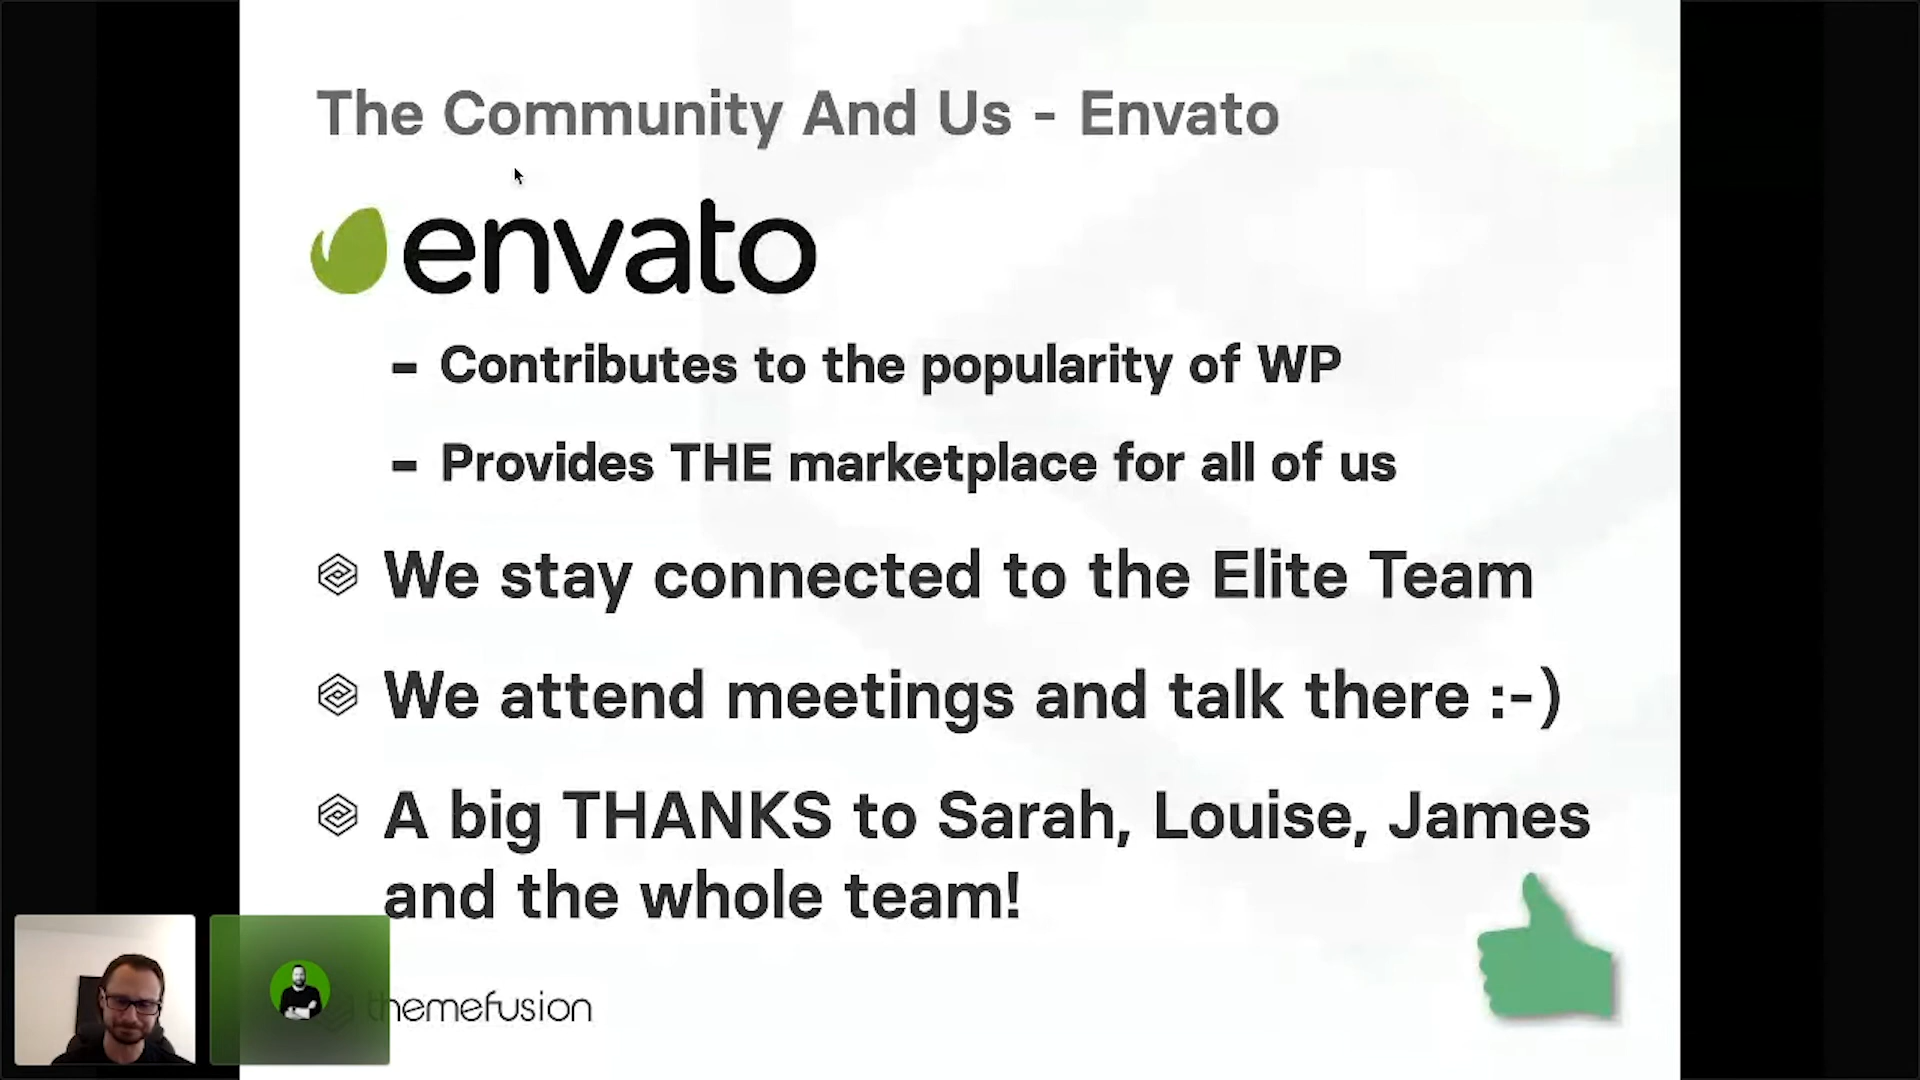 The Community And Us - Envato
envato
- Contributes to the popularity of WP
- Provides THE marketplace for all of us
We stay connected to the Elite Team
We attend meetings and talk there :-)
A big THANKS to Sarah, Louise, James
and the whole team!
themefusion